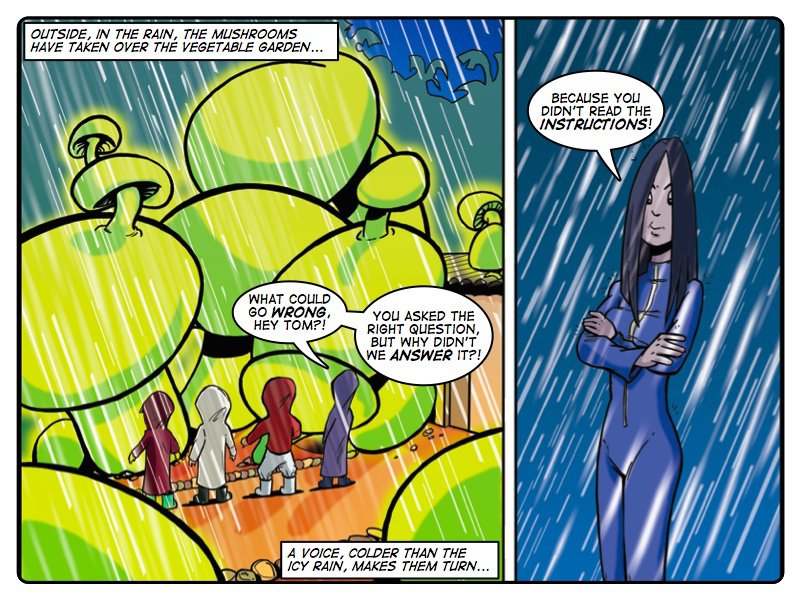 OUTSIDE, IN THE RAIN, THE MUSHROOMS
HAVE TAKEN OVER THE VEGETABLE GARDEN...
WHAT COULD
GO WRONG,
HEY TOM?!
YOU ASKED THE
RIGHT QUESTION,
BUT WHY DIDN'T
WE ANSWER IT?!
A VOICE, COLDER THAN THE
ICY RAIN, MAKES THEM TURN...
BECAUSE YOU
DIDN'T READ THE
INSTRUCTIONS!